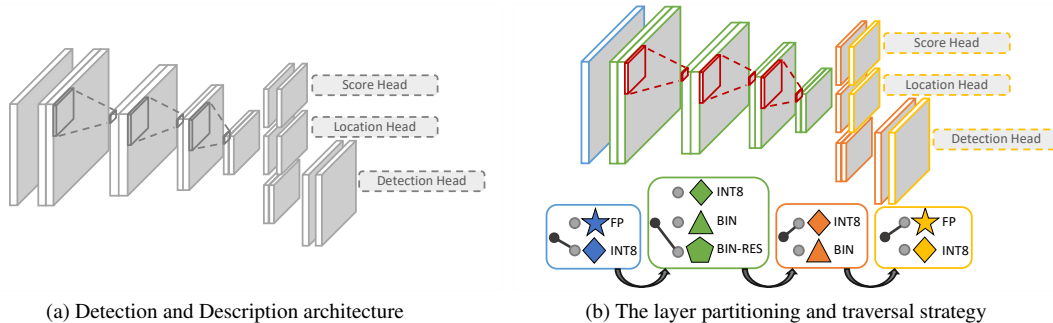 Score Head
Location Head
Detection Head
(a) Detection and Description architecture
Score Head
Location Head
Detection Head
FP
INT8
INT8
BIN
BIN-RES
INT8
BIN
FP
INT8
(b) The layer partitioning and traversal strategy